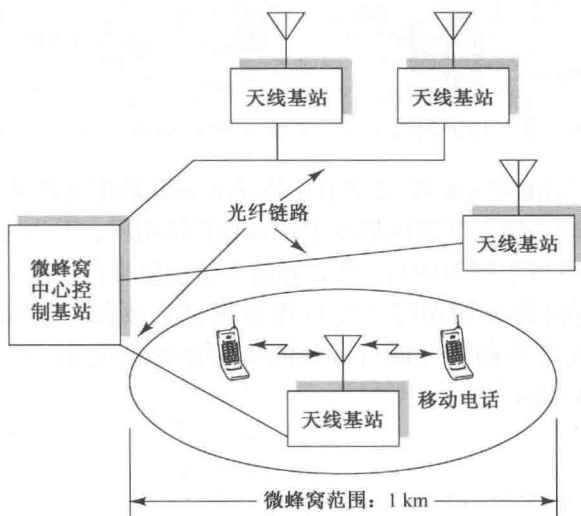 天线基站
天线基站
光纤链路
天线基站
微蜂窝
中心控
制基站
移动电话
天线基站
微蜂窝范围：1 km